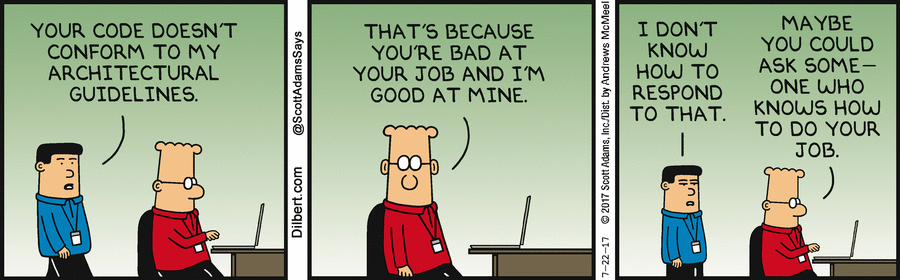 YOUR CODE DOESN'T
CONFORM TO MY
ARCHITECTURAL
GUIDELINES.
Dilbert.com @ScottAdamsSays
THAT'S BECAUSE
YOU'RE BAD AT
YOUR JOB AND I'M
GOOD AT MINE.
7-22-17 © 2017 Scott Adams, Inc./Dist. by Andrews McMeel
I DON'T
KNOW
HOW TO
RESPOND
TO THAT.
MAYBE
YOU COULD
ASK SOME-
ONE WHO
KNOWS HOW
TO DO YOUR
JOB.